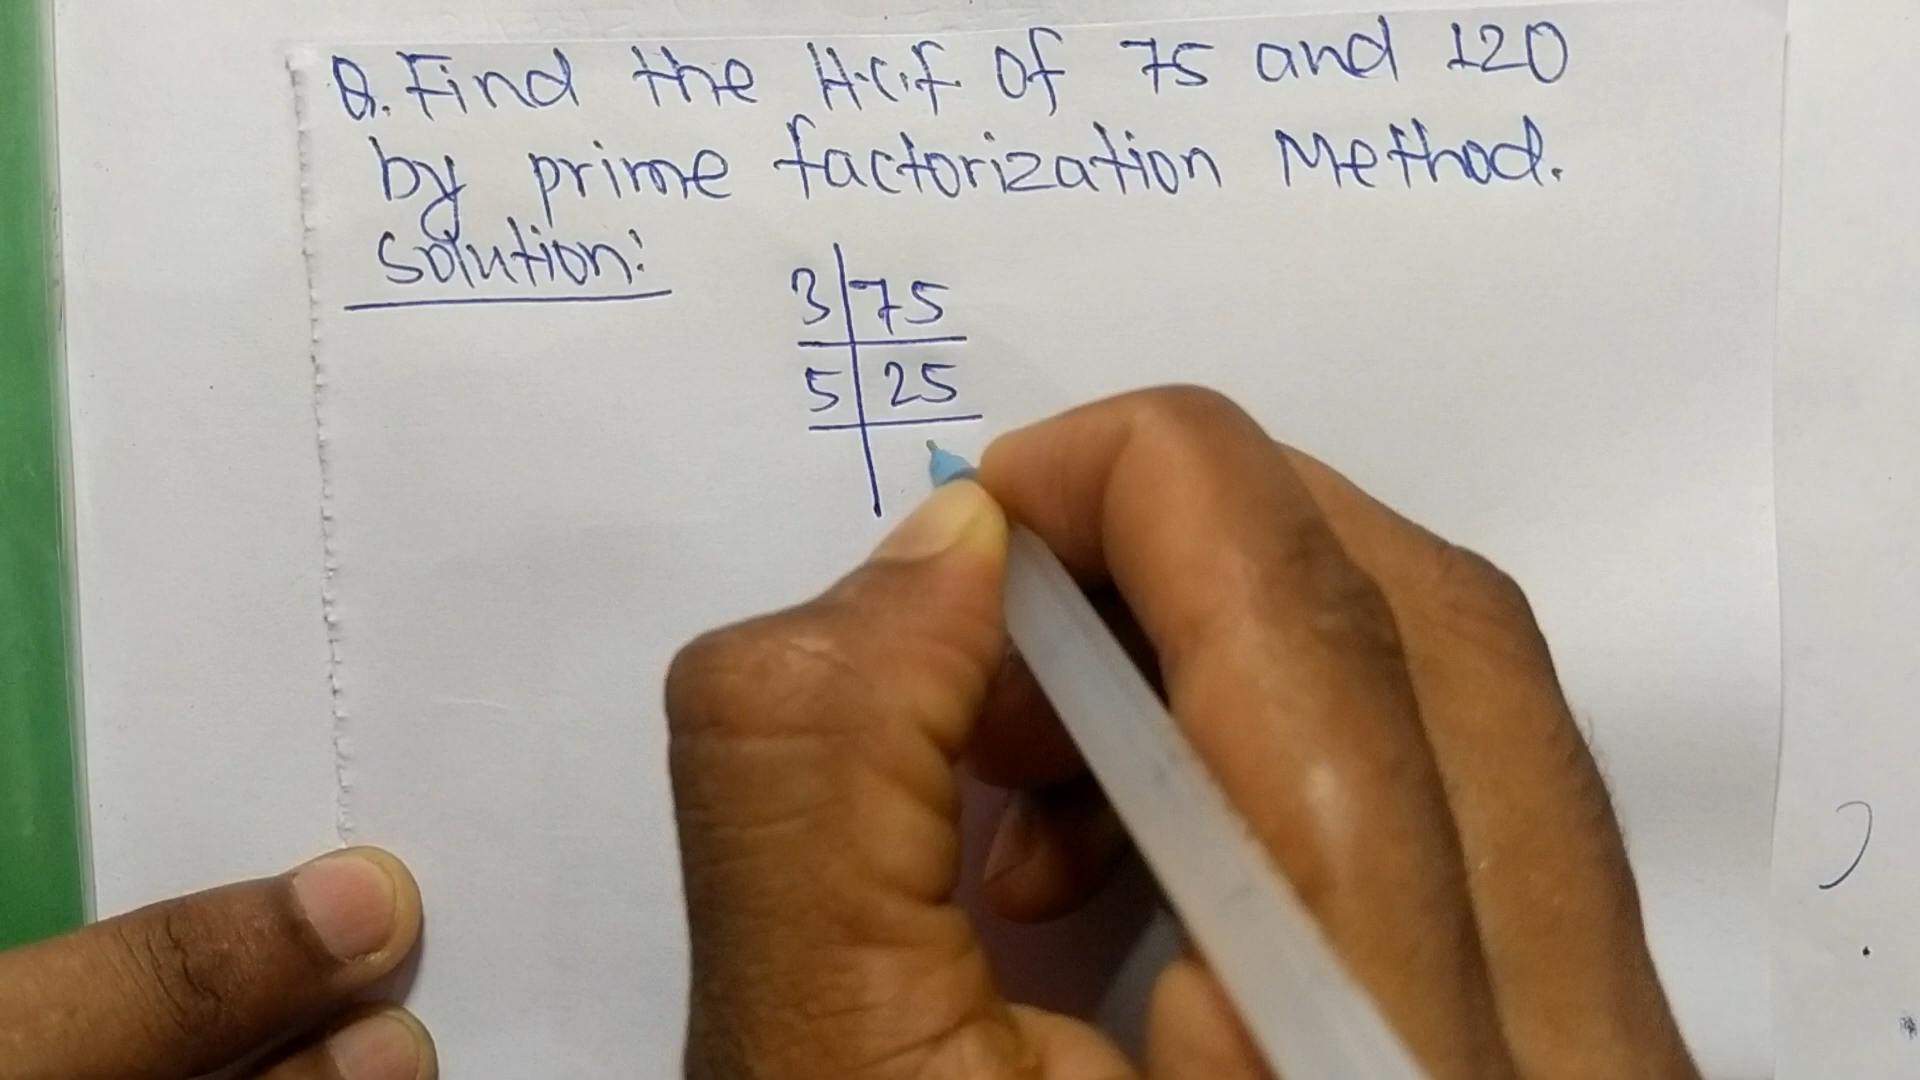 Q. Find the H.C.F. Of 75 and 120
by prime factorization Method.
Solution:
3 75
5 25